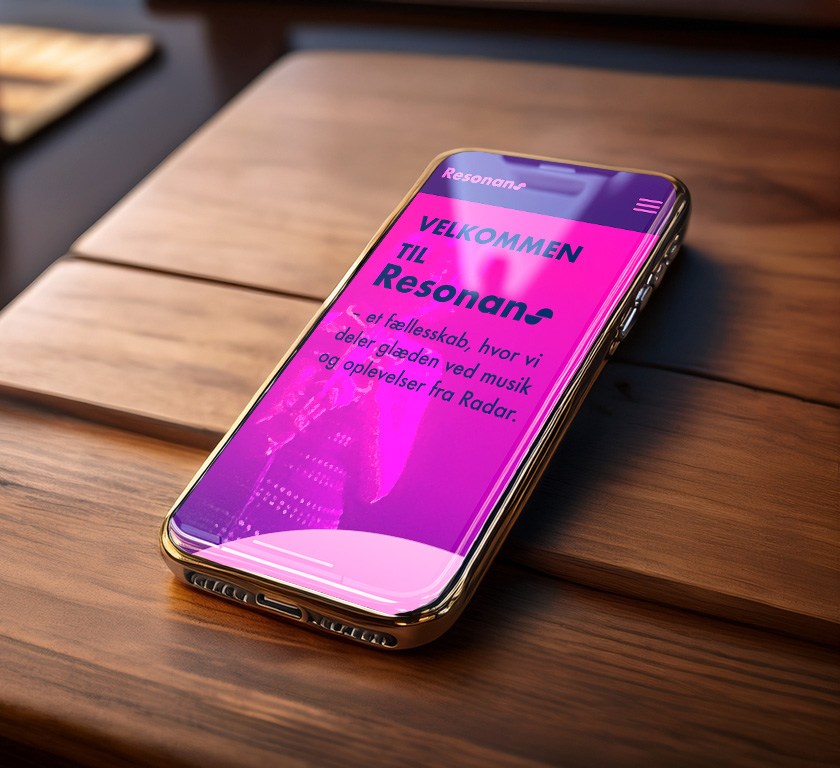 Resonans
VELKOMMEN
TIL
Resonans
- et fællesskab, hvor vi
deler glæden ved musik
og oplevelser fra Radar.